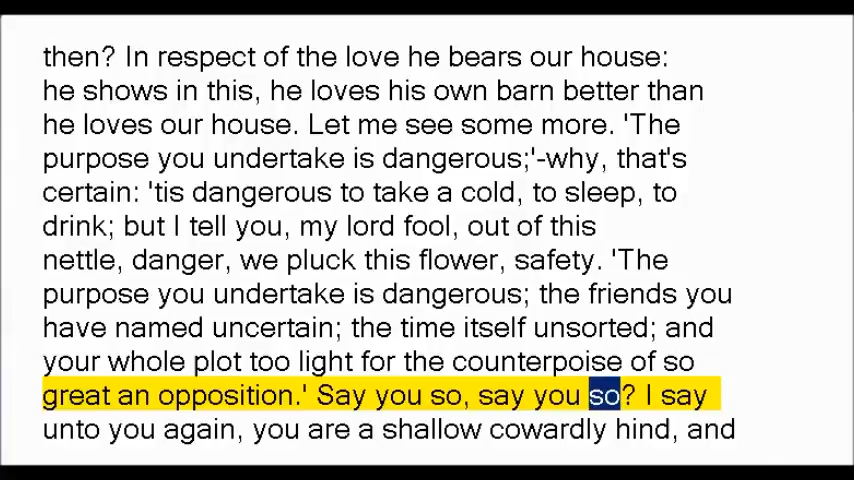 then? In respect of the love he bears our house:
he shows in this, he loves his own barn better than
he loves our house. Let me see some more. 'The
purpose you undertake is dangerous;'-why, that's
certain: 'tis dangerous to take a cold, to sleep, to
drink; but I tell you, my lord fool, out of this
nettle, danger, we pluck this flower, safety. 'The
purpose you undertake is dangerous; the friends you
have named uncertain; the time itself unsorted; and
your whole plot too light for the counterpoise of so
great an opposition.' Say you so, say you so? I say
unto you again, you are a shallow cowardly hind, and